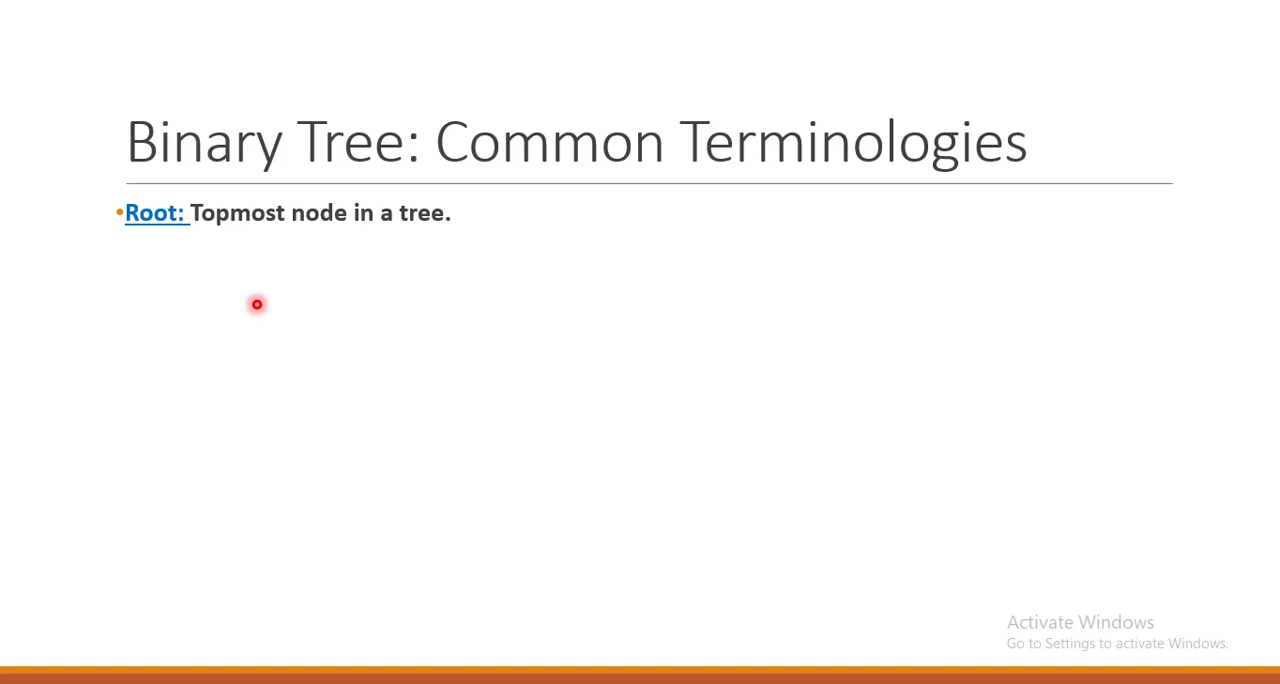 Binary Tree: Common Terminologies
•Root: Topmost node in a tree.
Activate Windows
Go to Settings to activate Windows.